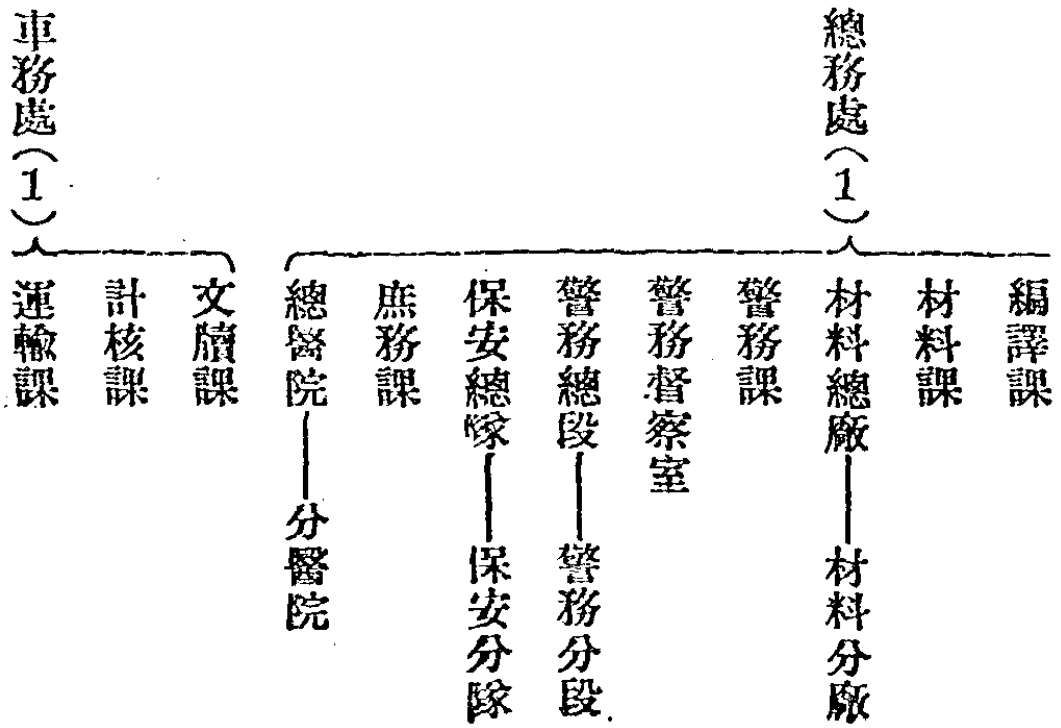 總務處(1)
編譯課
材料課
材料總廠——材料分廠
警務課
警務督察室
警務總段——警務分段
保安總隊——保安分隊
庶務課
總醫院——分醫院
車務處(1)
文牘課
計核課
運輸課